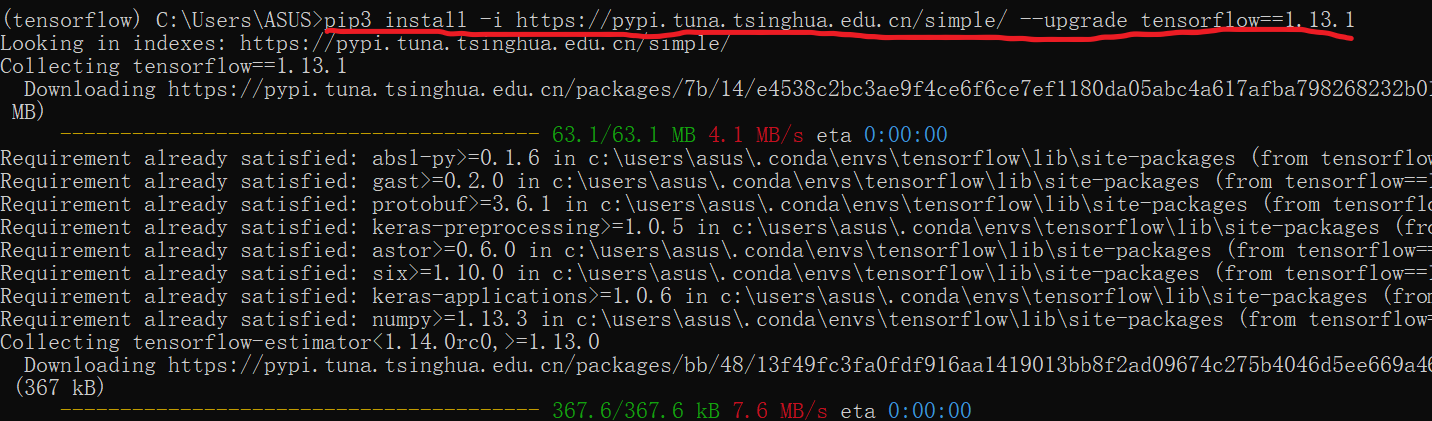 (tensorflow) C:\Users\ASUS>pip3 install -i https://pypi.tuna.tsinghua.edu.cn/simple/ --upgrade tensorflow==1.13.1
Looking in indexes: https://pypi.tuna.tsinghua.edu.cn/simple/
Collecting tensorflow==1.13.1
Downloading https://pypi.tuna.tsinghua.edu.cn/packages/7b/14/e4538c2bc3ae9f4ce6f6ce7ef1180da05abc4a617afba798268232b01
MB)
---------------------------------------- 63.1/63.1 MB 4.1 MB/s eta 0:00:00
Requirement already satisfied: absl-py>=0.1.6 in c:\users\asus\.conda\envs\tensorflow\lib\site-packages (from tensorflow
Requirement already satisfied: gast>=0.2.0 in c:\users\asus\.conda\envs\tensorflow\lib\site-packages (from tensorflow==1
Requirement already satisfied: protobuf>=3.6.1 in c:\users\asus\.conda\envs\tensorflow\lib\site-packages (from tensorflo
Requirement already satisfied: keras-preprocessing>=1.0.5 in c:\users\asus\.conda\envs\tensorflow\lib\site-packages (fro
Requirement already satisfied: astor>=0.6.0 in c:\users\asus\.conda\envs\tensorflow\lib\site-packages (from tensorflow==
Requirement already satisfied: six>=1.10.0 in c:\users\asus\.conda\envs\tensorflow\lib\site-packages (from tensorflow==1
Requirement already satisfied: keras-applications>=1.0.6 in c:\users\asus\.conda\envs\tensorflow\lib\site-packages (from
Requirement already satisfied: numpy>=1.13.3 in c:\users\asus\.conda\envs\tensorflow\lib\site-packages (from tensorflow=
Collecting tensorflow-estimator<1.14.0rc0,>=1.13.0
Downloading https://pypi.tuna.tsinghua.edu.cn/packages/bb/48/13f49fc3fa0fdf916aa1419013bb8f2ad09674c275b4046d5ee669a46
(367 kB)
---------------------------------------- 367.6/367.6 kB 7.6 MB/s eta 0:00:00